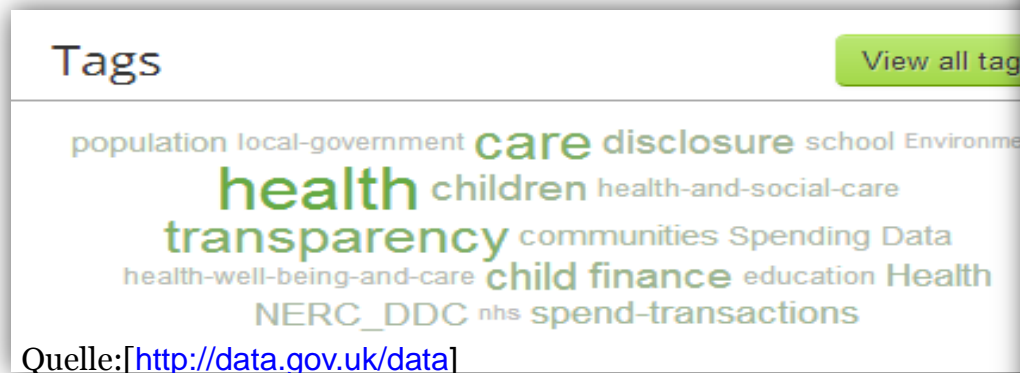 Tags View all tag
population local-government care disclosure school Environme
health children health-and-social-care
transparency communities Spending Data
health-well-being-and-care child finance education Health
NERC_DDC nhs spend-transactions
Quelle:[http://data.gov.uk/data]